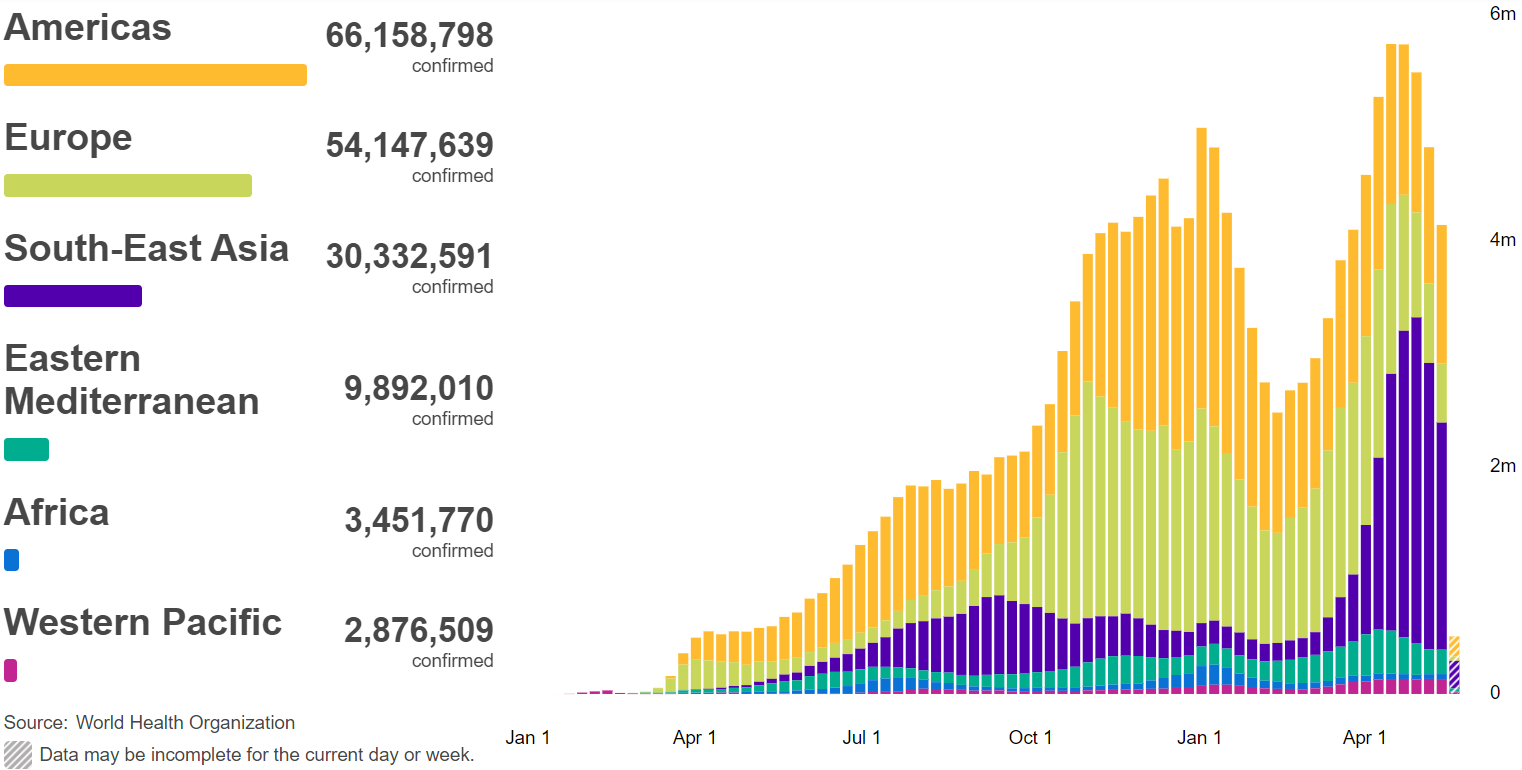 Americas
66,158,798
confirmed
Europe
54,147,639
confirmed
South-East Asia
30,332,591
confirmed
Eastern
Mediterranean
9,892,010
confirmed
Africa
3,451,770
confirmed
Western Pacific
2,876,509
confirmed
Source: World Health Organization
Data may be incomplete for the current day or week.
6m
4m
2m
0
Jan 1
Apr 1
Jul 1
Oct 1
Jan 1
Apr 1